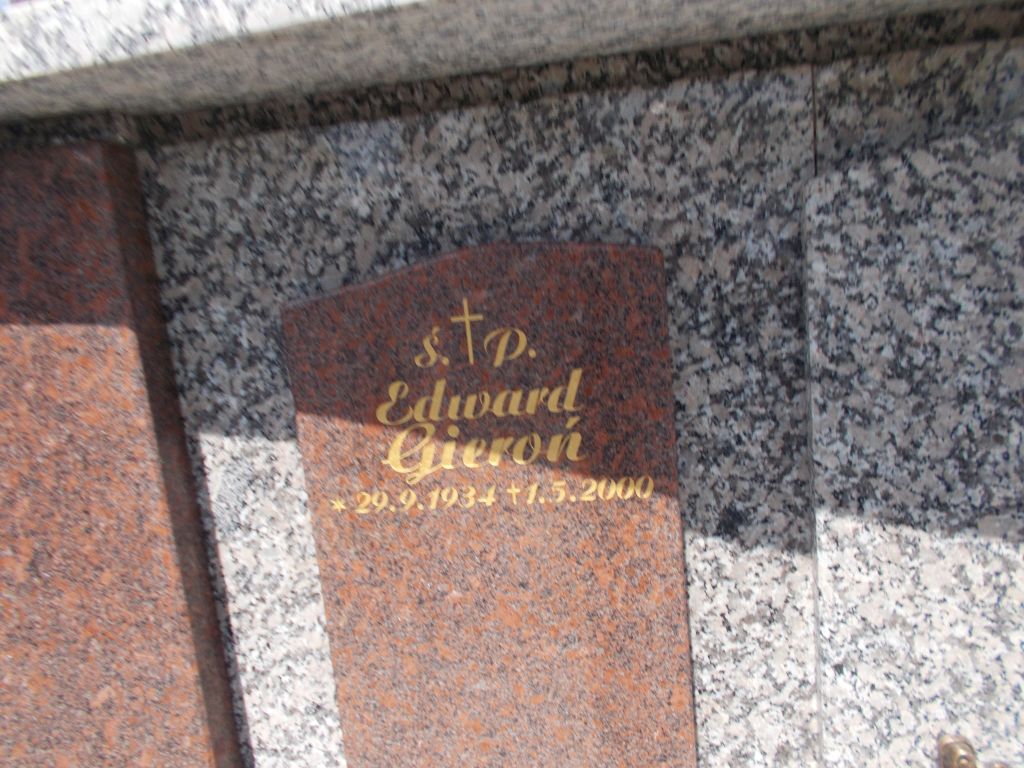 Ś. P.
Edward
Gieroń
* 29.9.1934 † 1.5.2000